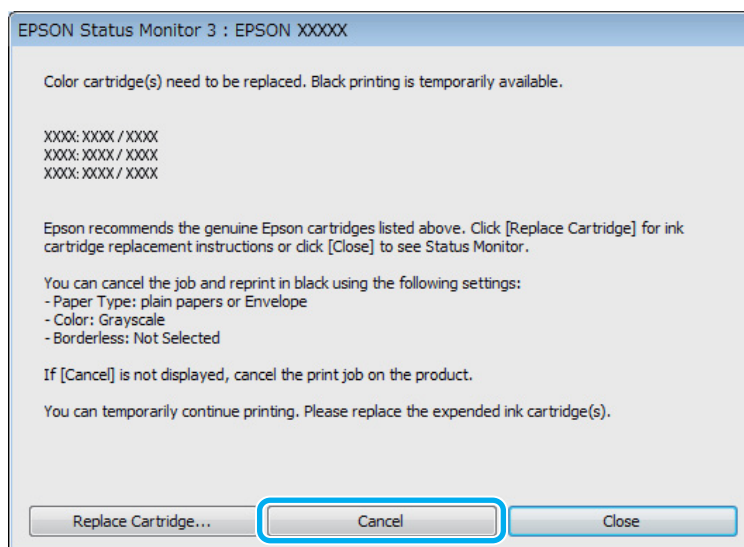 EPSON Status Monitor 3 : EPSON XXXXX
Color cartridge(s) need to be replaced. Black printing is temporarily available.
XXXX: XXXX / XXXX
XXXX: XXXX / XXXX
XXXX: XXXX / XXXX
Epson recommends the genuine Epson cartridges listed above. Click [Replace Cartridge] for ink
cartridge replacement instructions or click [Close] to see Status Monitor.
You can cancel the job and reprint in black using the following settings:
- Paper Type: plain papers or Envelope
- Color: Grayscale
- Borderless: Not Selected
If [Cancel] is not displayed, cancel the print job on the product.
You can temporarily continue printing. Please replace the expended ink cartridge(s).
Replace Cartridge... Cancel Close